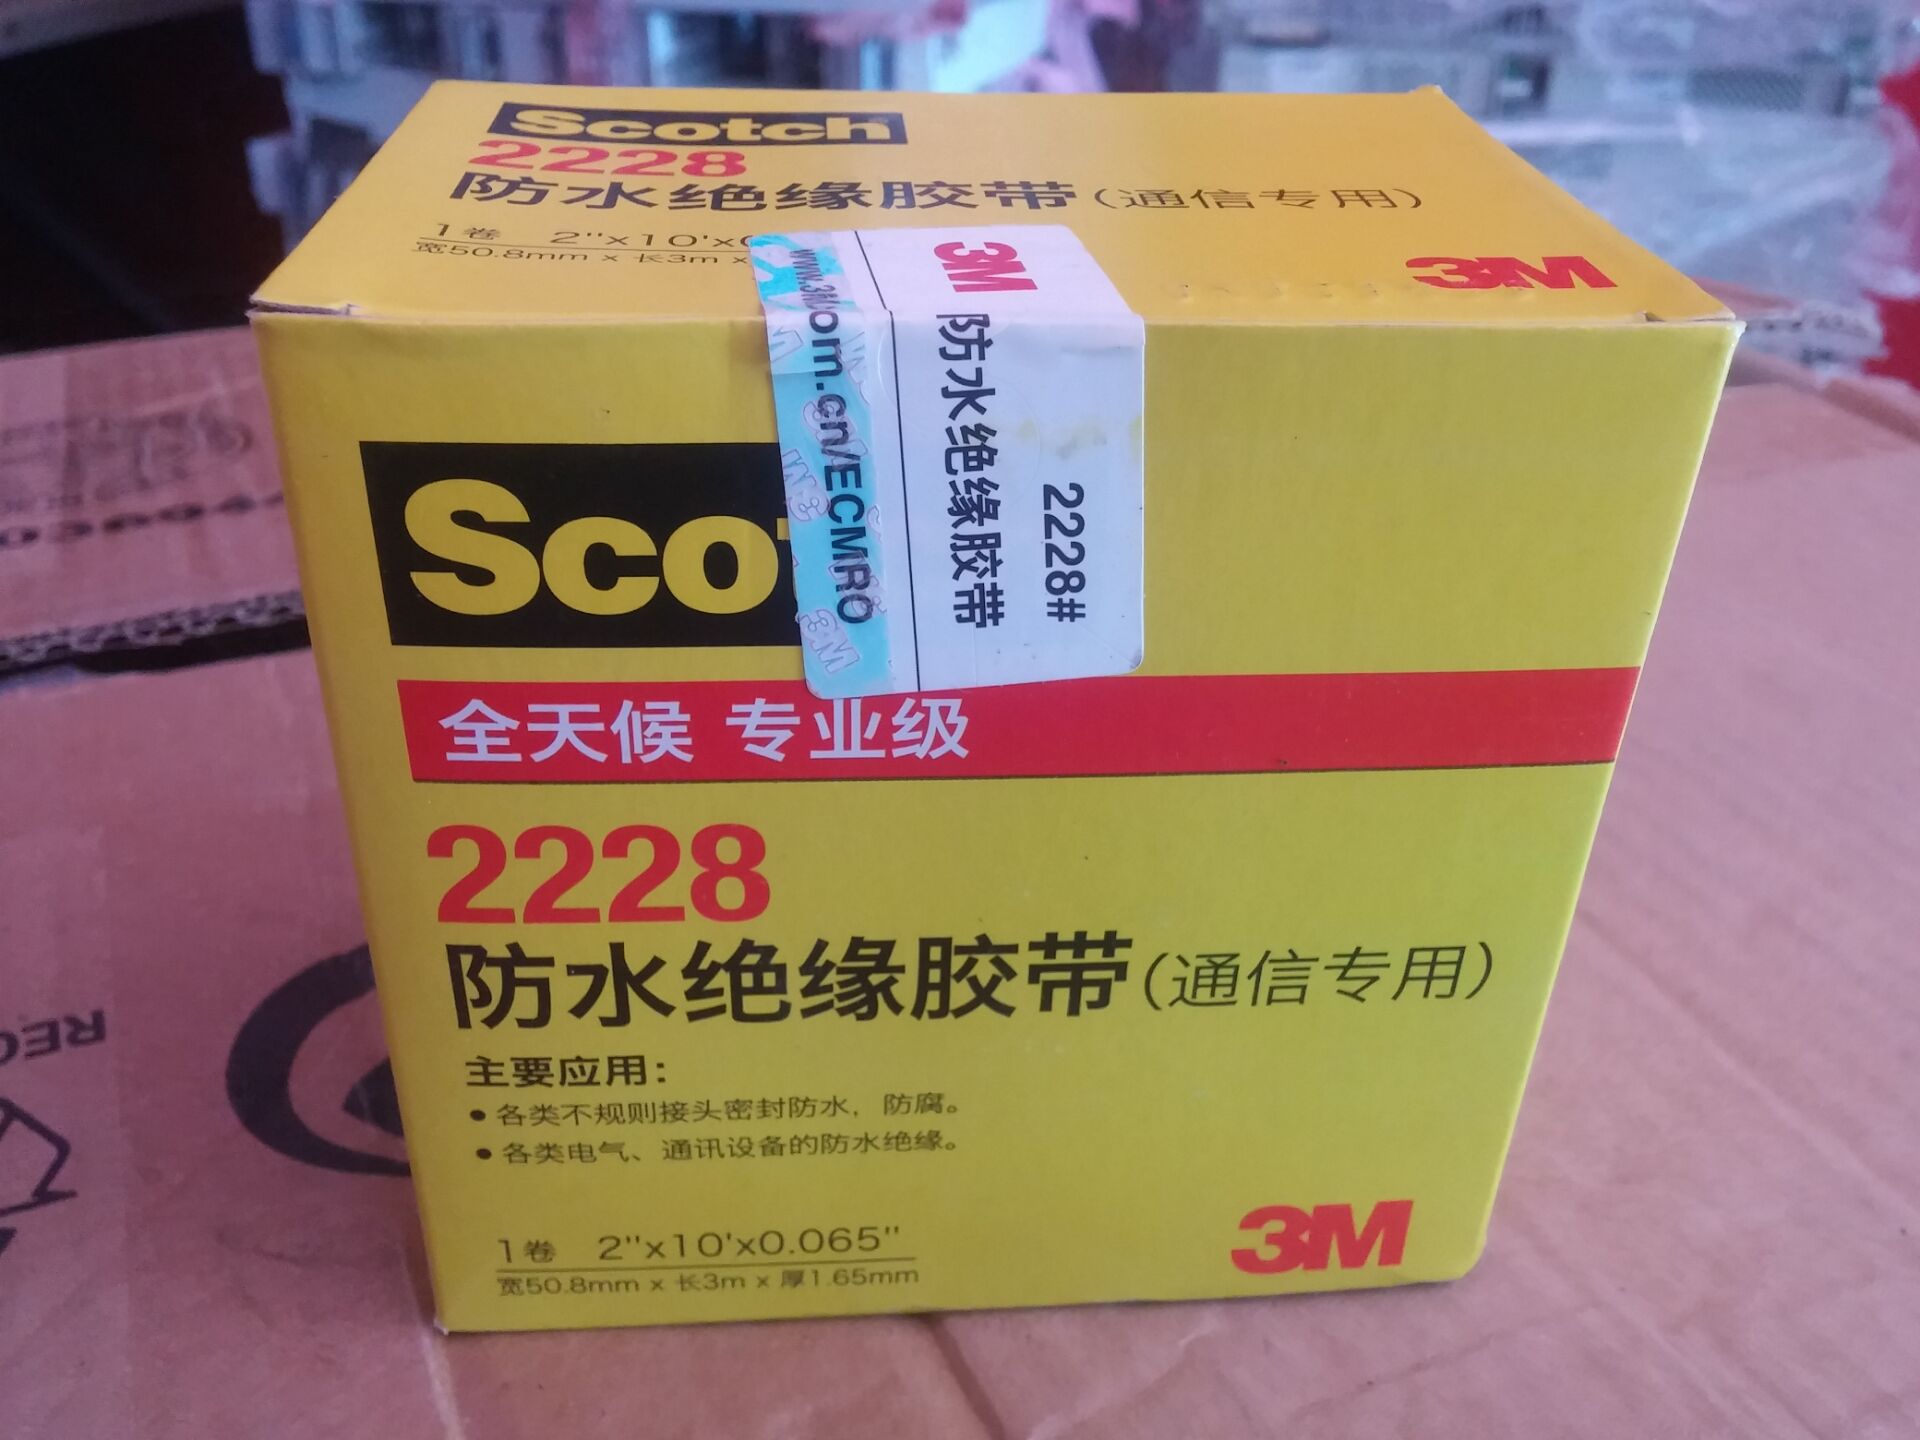 Scotch
2228
防水绝缘胶带(通信专用)
1卷 2"x10'x
宽50.8mm x 长3m x
3M
3M
防水绝缘胶带
2228#
Sco
全天候 专业级
2228
防水绝缘胶带(通信专用)
主要应用:
• 各类不规则接头密封防水, 防腐。
• 各类电气、通讯设备的防水绝缘。
1卷 2"x10'x0.065"
宽50.8mm x 长3m x 厚1.65mm
3M